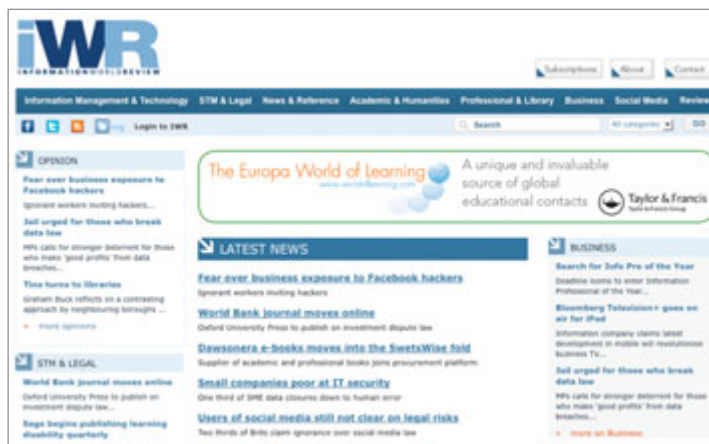 iWR
INFORMATIONWORLDREVIEW
Subscriptions
About
Contact
Information Management & Technology
STM & Legal
News & Reference
Academic & Humanities
Professional & Library
Business
Social Media
Review
Login to IWR
Search
All categories
GO
OPINION
Fear over business exposure to
Facebook hackers
Ignorant workers inviting hackers...
Jail urged for those who break
data law
MPs calls for stronger deterrent for those
who make 'good profits' from data
breaches...
Tina turns to libraries
Graham Buck reflects on a contrasting
approach by neighbouring boroughs ...
+ more opinions
STM & LEGAL
World Bank journal moves online
Oxford University Press to publish on
investment dispute law...
Sage begins publishing learning
disability quarterly
The Europa World of Learning
www.worldoflearning.com
A unique and invaluable
source of global
educational contacts
Taylor & Francis
Taylor & Francis Group
LATEST NEWS
Fear over business exposure to Facebook hackers
Ignorant workers inviting hackers
World Bank journal moves online
Oxford University Press to publish on investment dispute law
Dawsonera e-books moves into the SwetsWise fold
Supplier of academic and professional books joins procurement platform
Small companies poor at IT security
One third of SME data closures down to human error
Users of social media still not clear on legal risks
Two thirds of Brits claim ignorance over social media law
BUSINESS
Search for Info Pro of the Year
Deadline looms to enter Information
Professional of the Year...
Bloomberg Television+ goes on
air for iPad
Information company claims latest
development in mobile will revolutionise
Business TV...
Jail urged for those who break
data law
MPs calls for stronger deterrent for those
who make 'good profits' from data
breaches...
+ more on Business